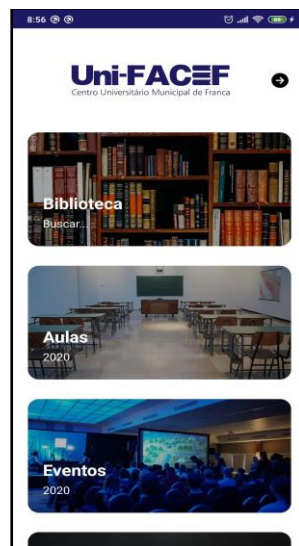 8:56
Uni-FACEF
Centro Universitário Municipal de Franca
Biblioteca
Buscar...
Aulas
2020
Eventos
2020